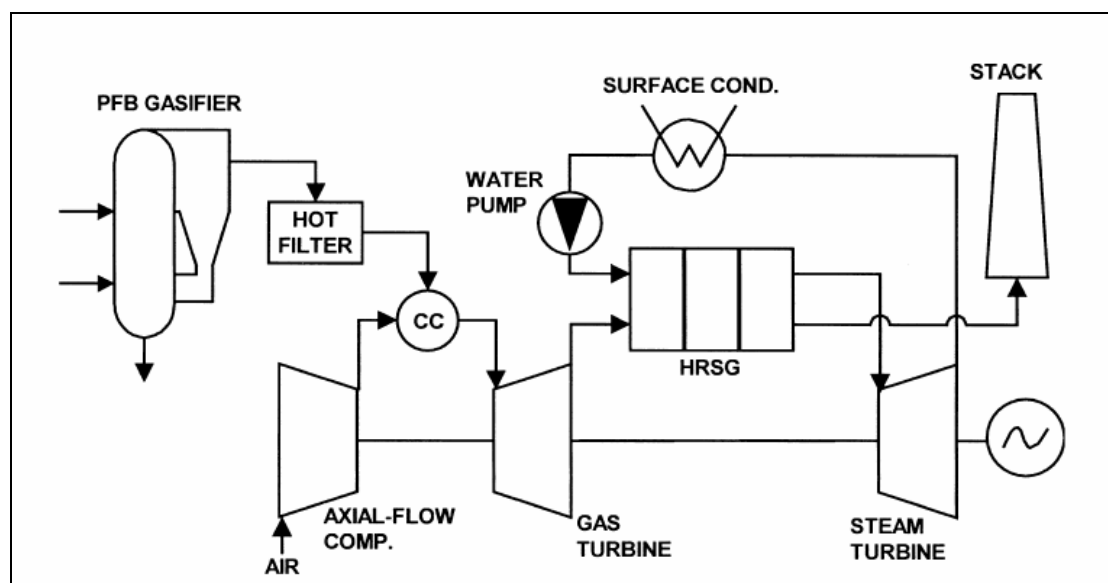 STACK
SURFACE COND.
PFB GASIFIER
WATER
PUMP
HOT
FILTER
CC
HRSG
AXIAL-FLOW
COMP.
GAS
TURBINE
STEAM
TURBINE
AIR